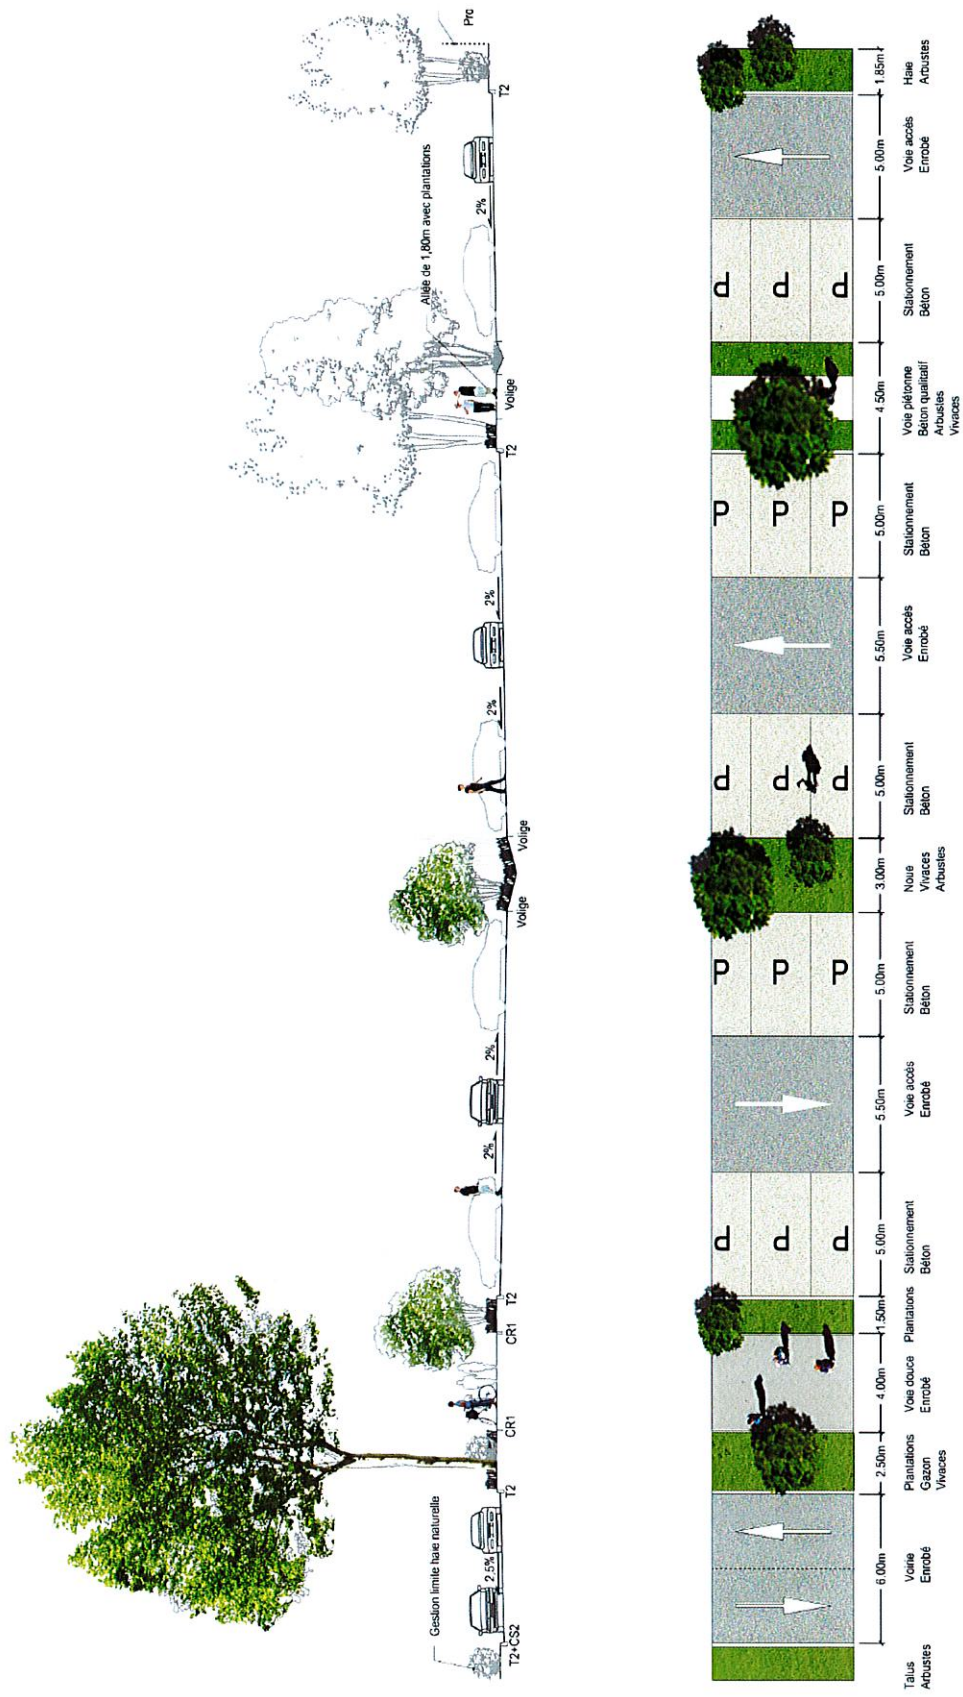 Gestion limite haie naturelle
T2+CS2
2,5%
T2
CR1
CR1
T2
2%
2%
Volige
Volige
2%
2%
T2
Volige
Allée de 1,80m avec plantations
2%
T2
P P P
P P P
P P P
P P P
P P P
P P P
6.00m
2.50m
4.00m
1.50m
5.00m
5.50m
5.00m
3.00m
5.00m
5.50m
5.00m
4.50m
5.00m
5.00m
1.85m
Talus
Arbustes
Voirie
Enrobé
Plantations
Gazon
Vivaces
Voie douce
Enrobé
Plantations
Stationnement
Béton
Voie accès
Enrobé
Stationnement
Béton
Noue
Vivaces
Arbustes
Stationnement
Béton
Voie accès
Enrobé
Stationnement
Béton
Voie piétonne
Béton qualitatif
Arbustes
Vivaces
Stationnement
Béton
Voie accès
Enrobé
Haie
Arbustes